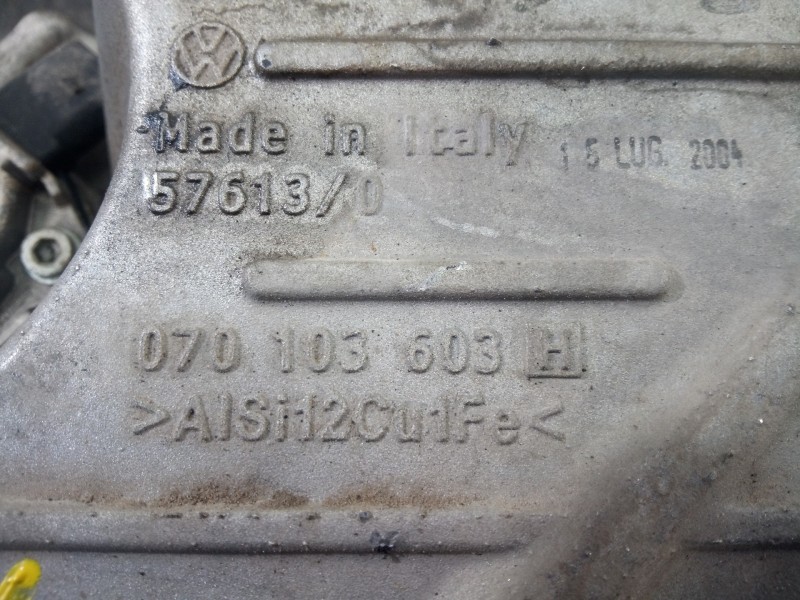 Made in Italy 15 LUG. 2004
57613/0
070 103 603 H
>AlSi12Cu1Fe<